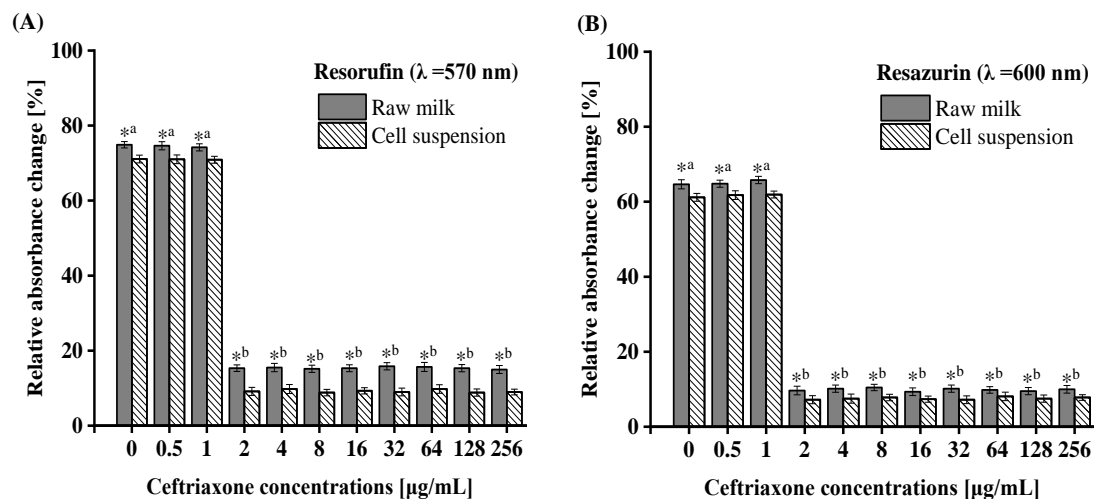 (A)
Relative absorbance change [%]
100
80
60
40
20
0
Resorufin (λ =570 nm)
Raw milk
Cell suspension
*a *a *a
*b *b *b *b *b *b *b *b
0 0.5 1 2 4 8 16 32 64 128 256
Ceftriaxone concentrations [µg/mL]
(B)
Relative absorbance change [%]
100
80
60
40
20
0
Resazurin (λ =600 nm)
Raw milk
Cell suspension
*a *a *a
*b *b *b *b *b *b *b *b
0 0.5 1 2 4 8 16 32 64 128 256
Ceftriaxone concentrations [µg/mL]